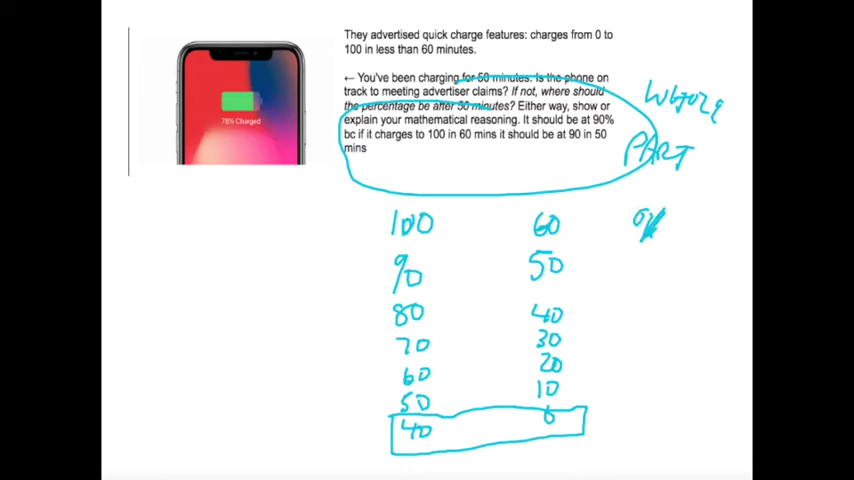 They advertised quick charge features: charges from 0 to
100 in less than 60 minutes.
← You've been charging for 50 minutes. Is the phone on
track to meeting advertiser claims? If not, where should
the percentage be after 50 minutes? Either way, show or
explain your mathematical reasoning. It should be at 90%
bc if it charges to 100 in 60 mins it should be at 90 in 50
mins
78% Charged
PART
100 60
90 50
80 40
70 30
60 20
50 10
40 0